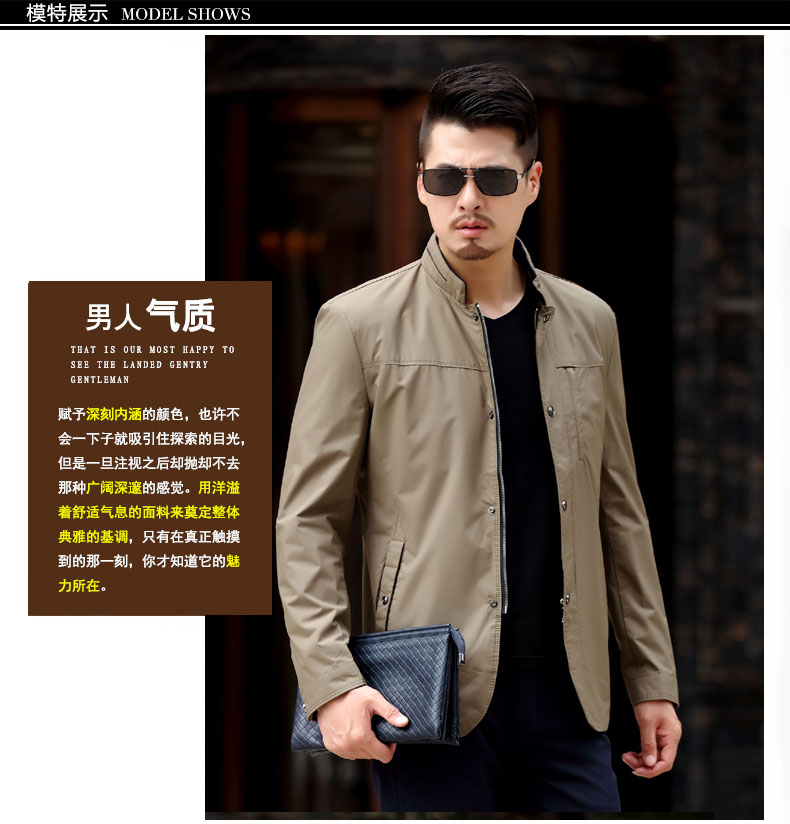 模特展示 MODEL SHOWS
男人气质
THAT IS OUR MOST HAPPY TO
SEE THE LANDED GENTRY
GENTLEMAN
赋予深刻内涵的颜色，也许不
会一下子就吸引住探索的目光，
但是一旦注视之后却抛却不去
那种广阔深邃的感觉。用洋溢
着舒适气息的面料来奠定整体
典雅的基调，只有在真正触摸
到的那一刻，你才知道它的魅
力所在。